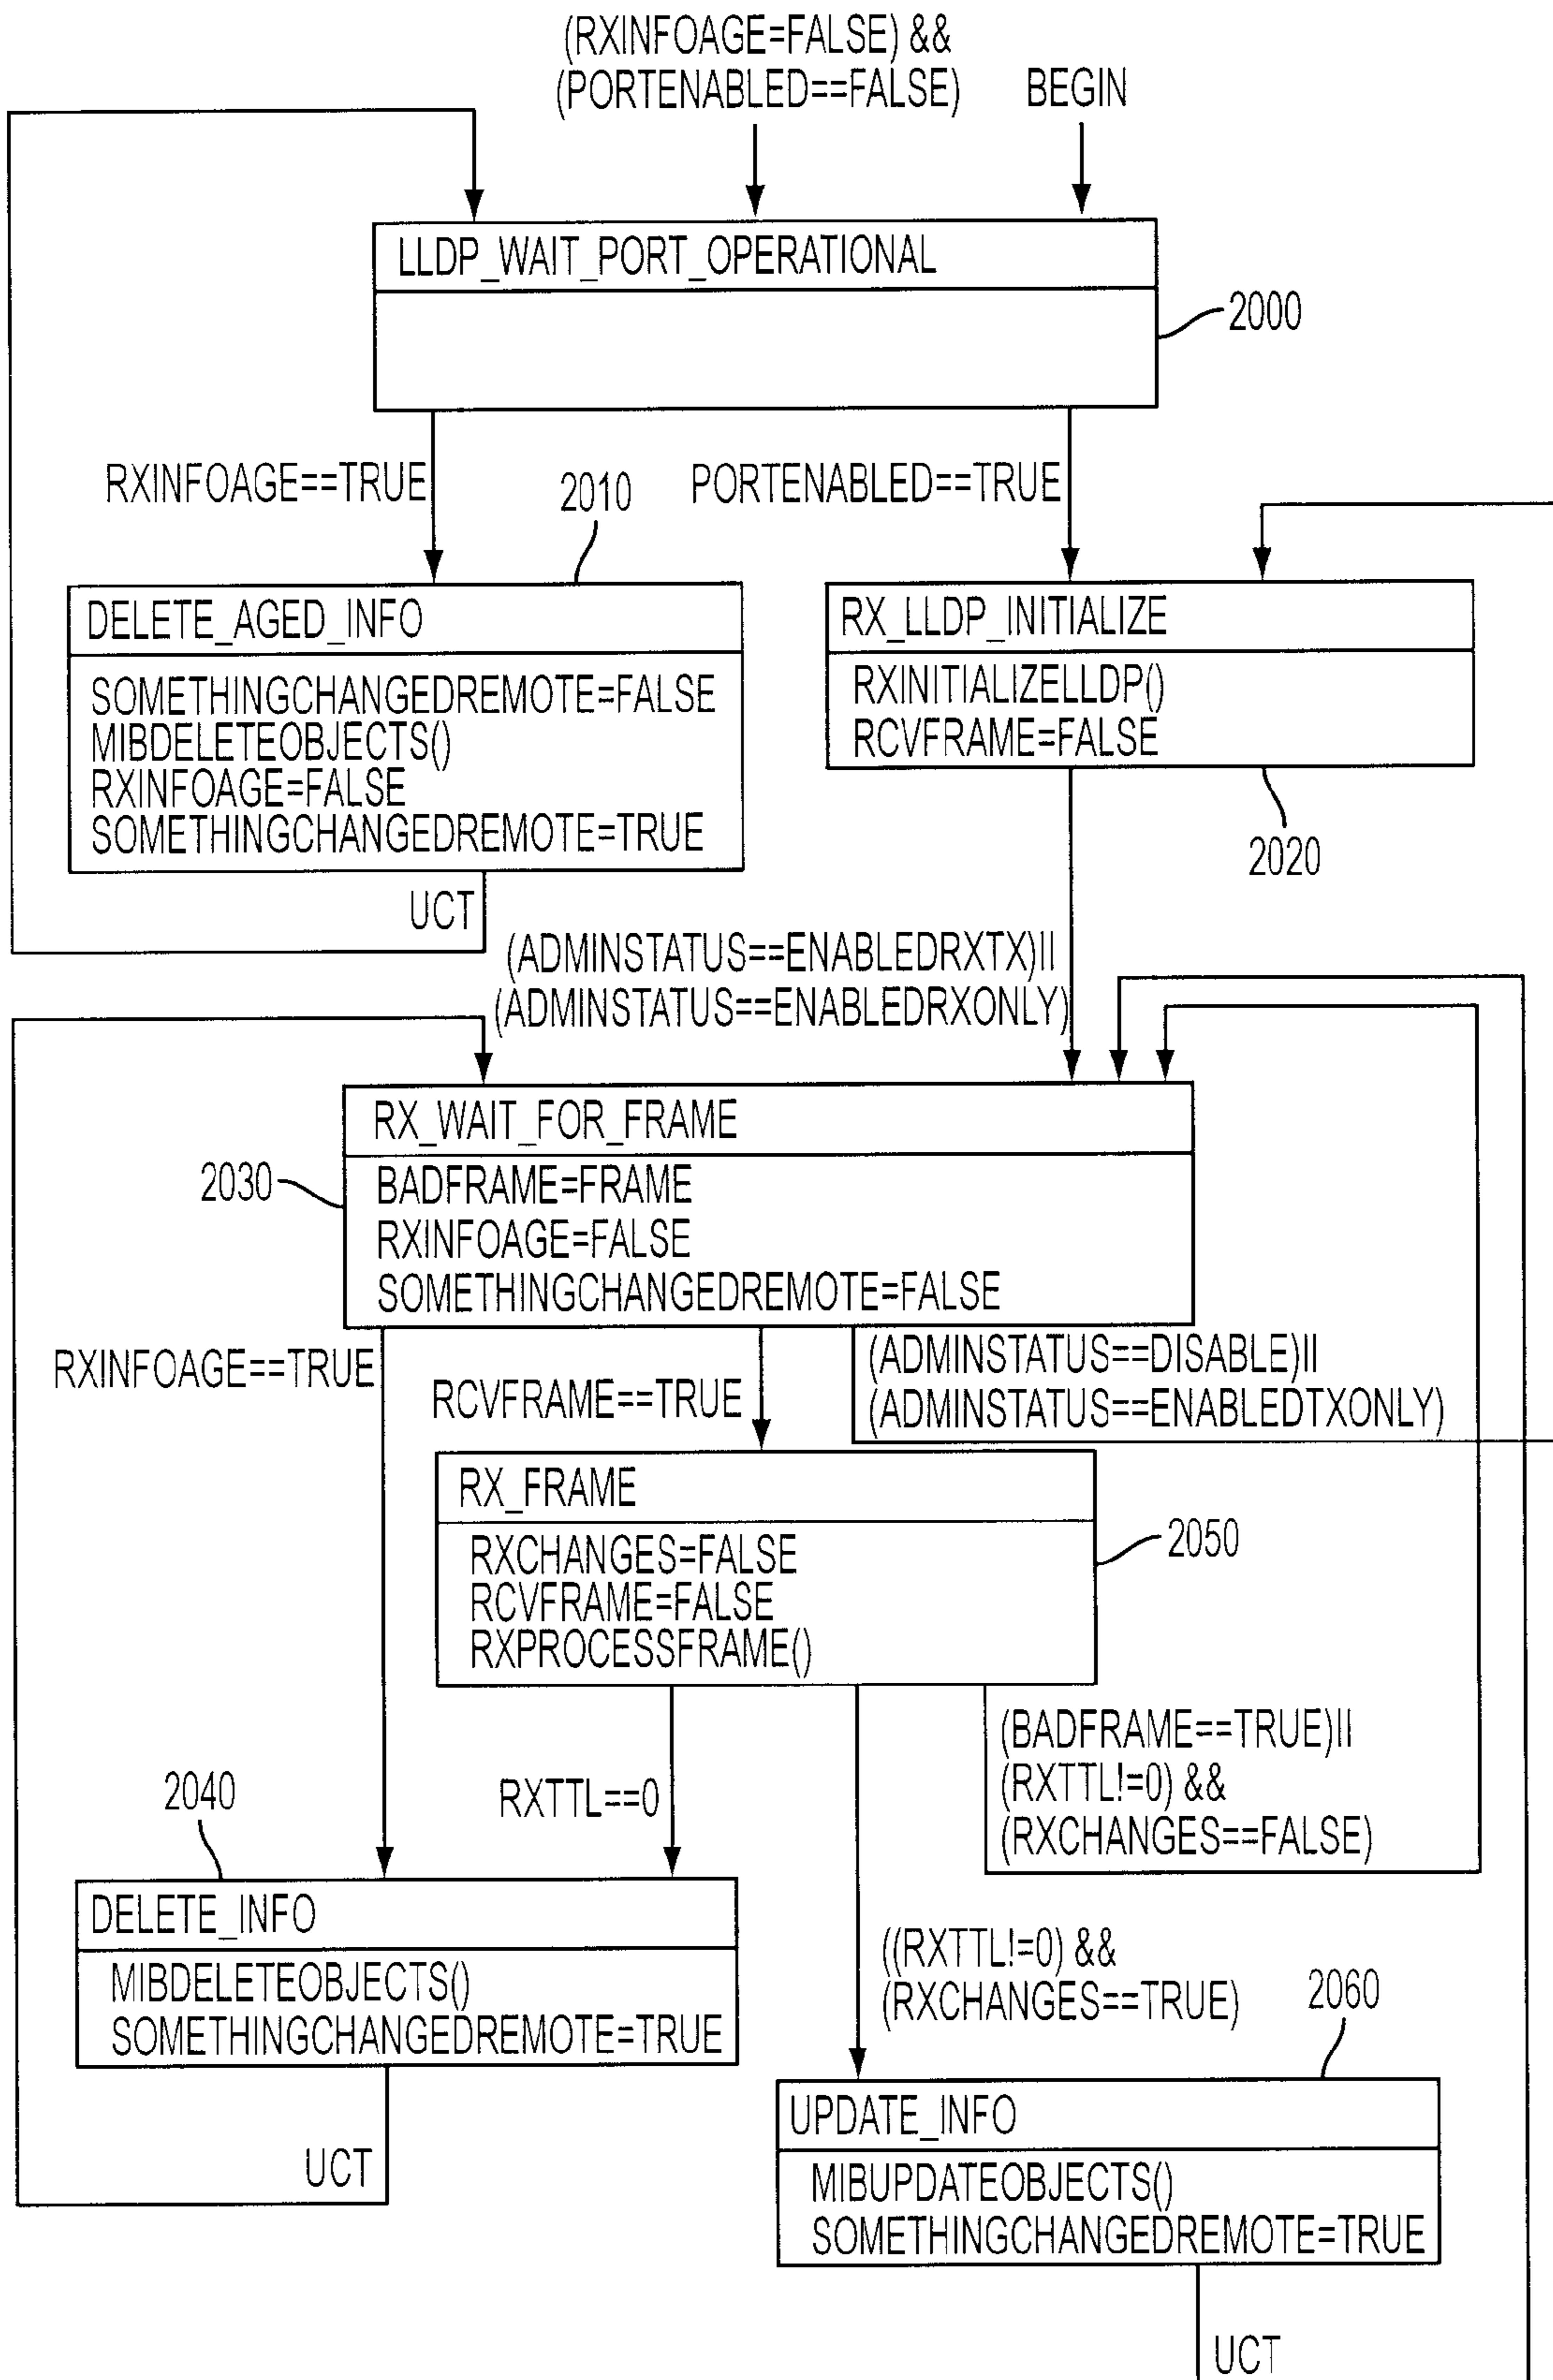 (RXINFOAGE=FALSE) &&
(PORTENABLED==FALSE)
BEGIN
LLDP_WAIT_PORT_OPERATIONAL
2000
RXINFOAGE==TRUE
PORTENABLED==TRUE
2010
DELETE_AGED_INFO
SOMETHINGCHANGEDREMOTE=FALSE
MIBDELETEOBJECTS()
RXINFOAGE=FALSE
SOMETHINGCHANGEDREMOTE=TRUE
UCT
RX_LLDP_INITIALIZE
RXINITIALIZELLDP()
RCVFRAME=FALSE
2020
(ADMINSTATUS==ENABLEDRXTX)II
(ADMINSTATUS==ENABLEDRXONLY)
RX_WAIT_FOR_FRAME
2030
BADFRAME=FRAME
RXINFOAGE=FALSE
SOMETHINGCHANGEDREMOTE=FALSE
RXINFOAGE==TRUE
RCVFRAME==TRUE
(ADMINSTATUS==DISABLE)II
(ADMINSTATUS==ENABLEDTXONLY)
RX_FRAME
RXCHANGES=FALSE
RCVFRAME=FALSE
RXPROCESSFRAME()
2050
(BADFRAME==TRUE)II
(RXTTL!=0) &&
(RXCHANGES==FALSE)
RXTTL==0
2040
DELETE_INFO
MIBDELETEOBJECTS()
SOMETHINGCHANGEDREMOTE=TRUE
UCT
((RXTTL!=0) &&
(RXCHANGES==TRUE)
2060
UPDATE_INFO
MIBUPDATEOBJECTS()
SOMETHINGCHANGEDREMOTE=TRUE
UCT